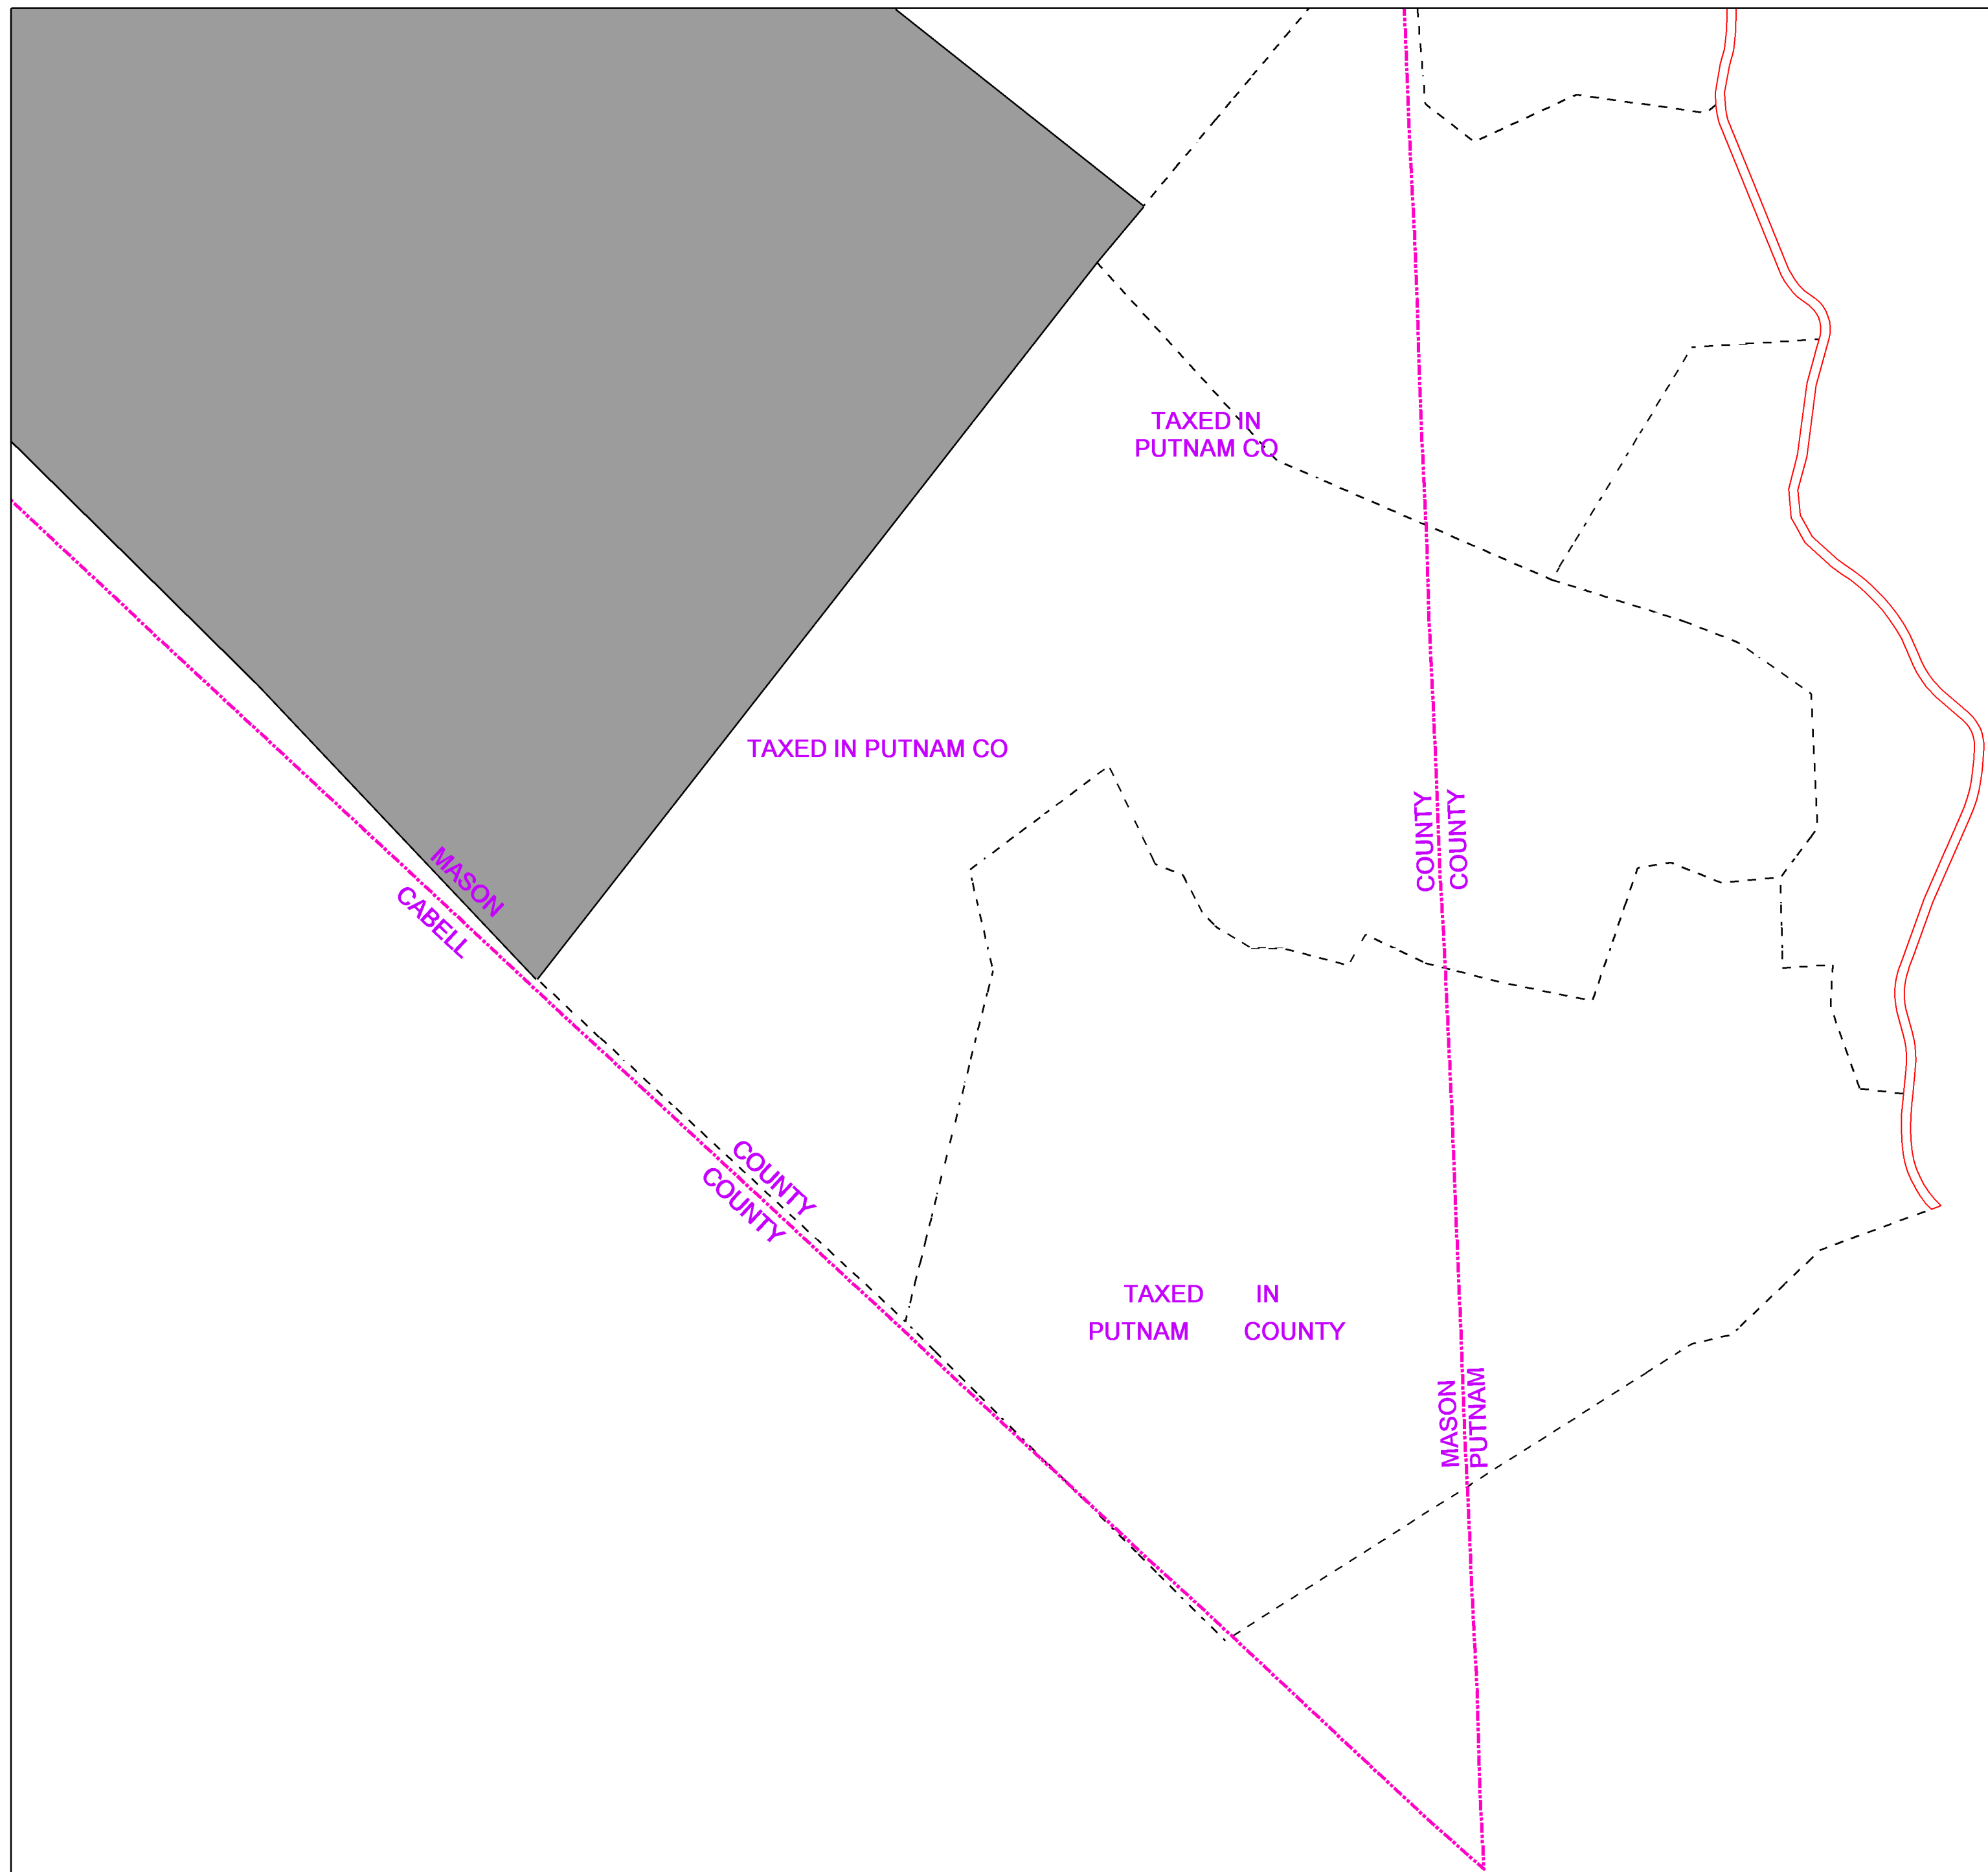 TAXED IN
PUTNAM CO
TAXED IN PUTNAM CO
COUNTY
COUNTY
MASON
CABELL
COUNTY
COUNTY
TAXED IN
PUTNAM COUNTY
MASON
PUTNAM